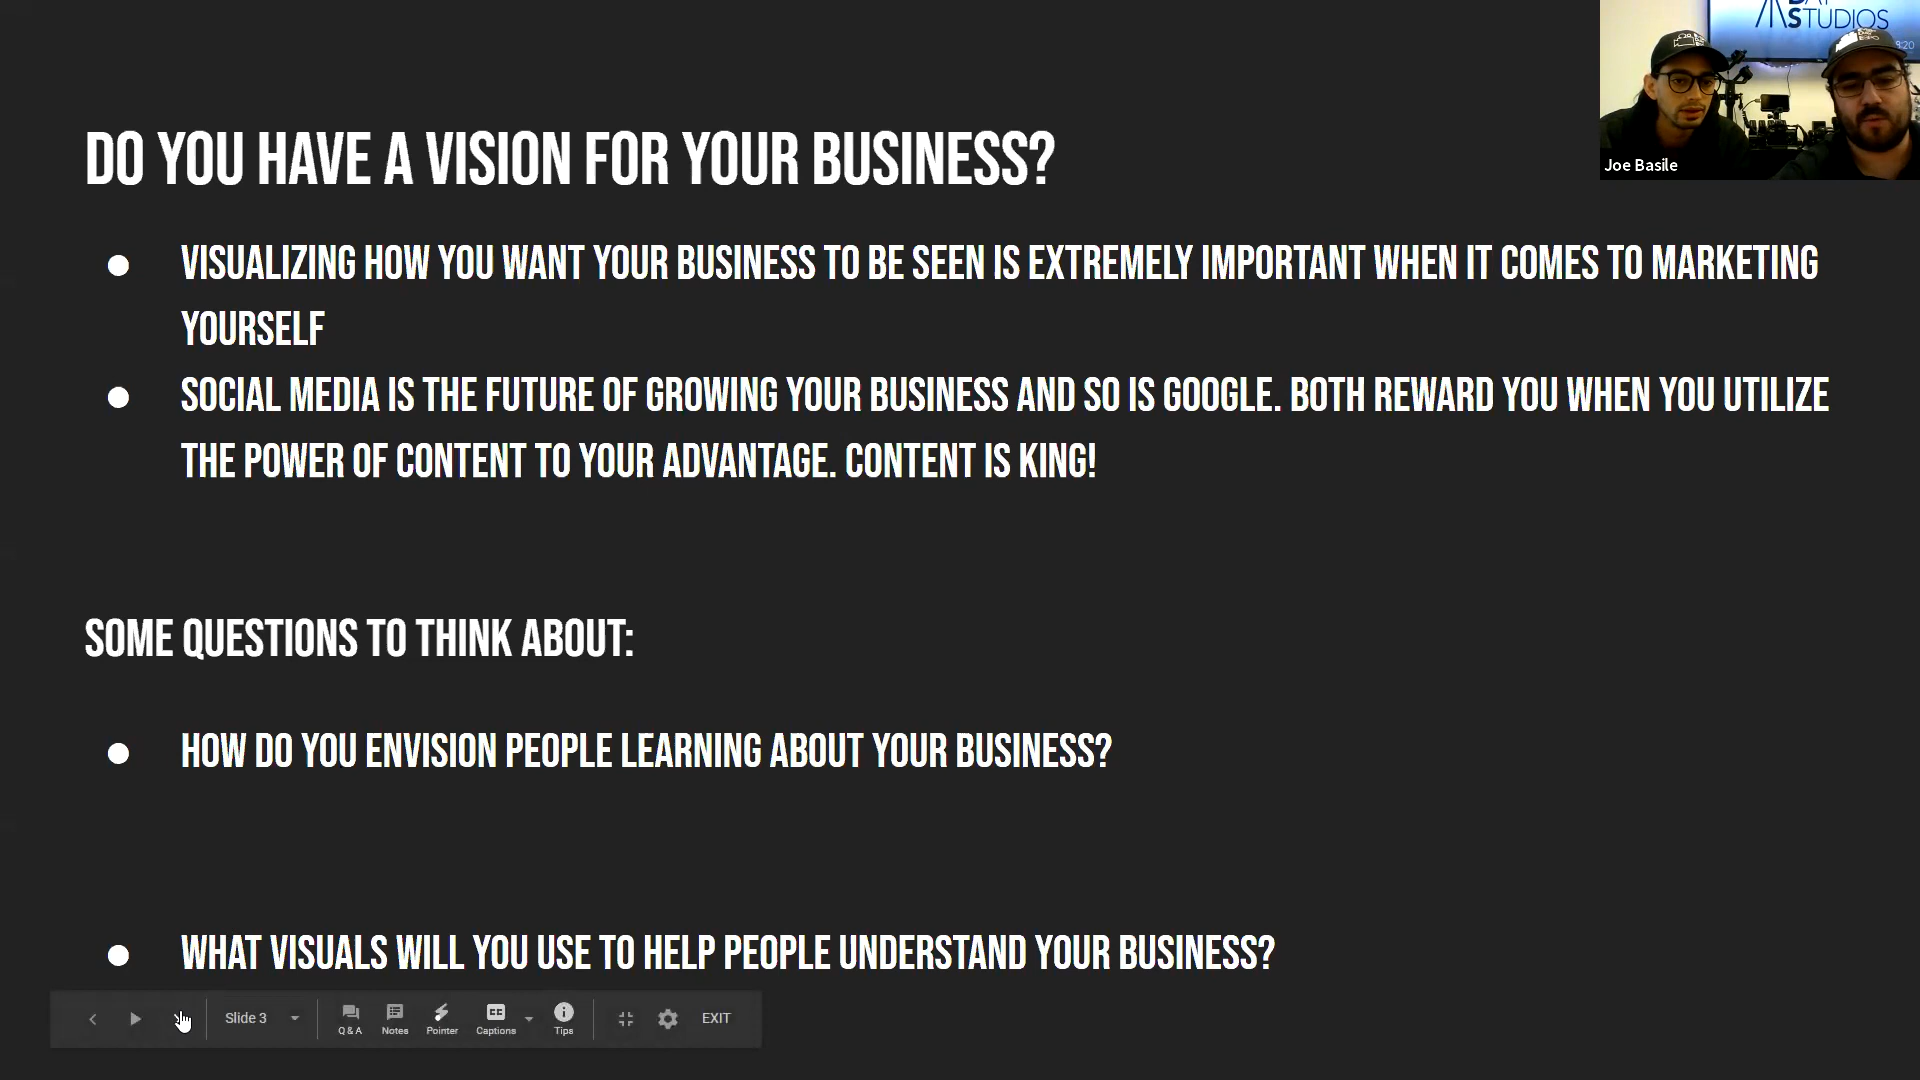 STUDIOS
Joe Basile
DO YOU HAVE A VISION FOR YOUR BUSINESS?
● VISUALIZING HOW YOU WANT YOUR BUSINESS TO BE SEEN IS EXTREMELY IMPORTANT WHEN IT COMES TO MARKETING
YOURSELF
● SOCIAL MEDIA IS THE FUTURE OF GROWING YOUR BUSINESS AND SO IS GOOGLE. BOTH REWARD YOU WHEN YOU UTILIZE
THE POWER OF CONTENT TO YOUR ADVANTAGE. CONTENT IS KING!
SOME QUESTIONS TO THINK ABOUT:
● HOW DO YOU ENVISION PEOPLE LEARNING ABOUT YOUR BUSINESS?
● WHAT VISUALS WILL YOU USE TO HELP PEOPLE UNDERSTAND YOUR BUSINESS?
Slide 3 Q & A Notes Pointer Captions Tips EXIT